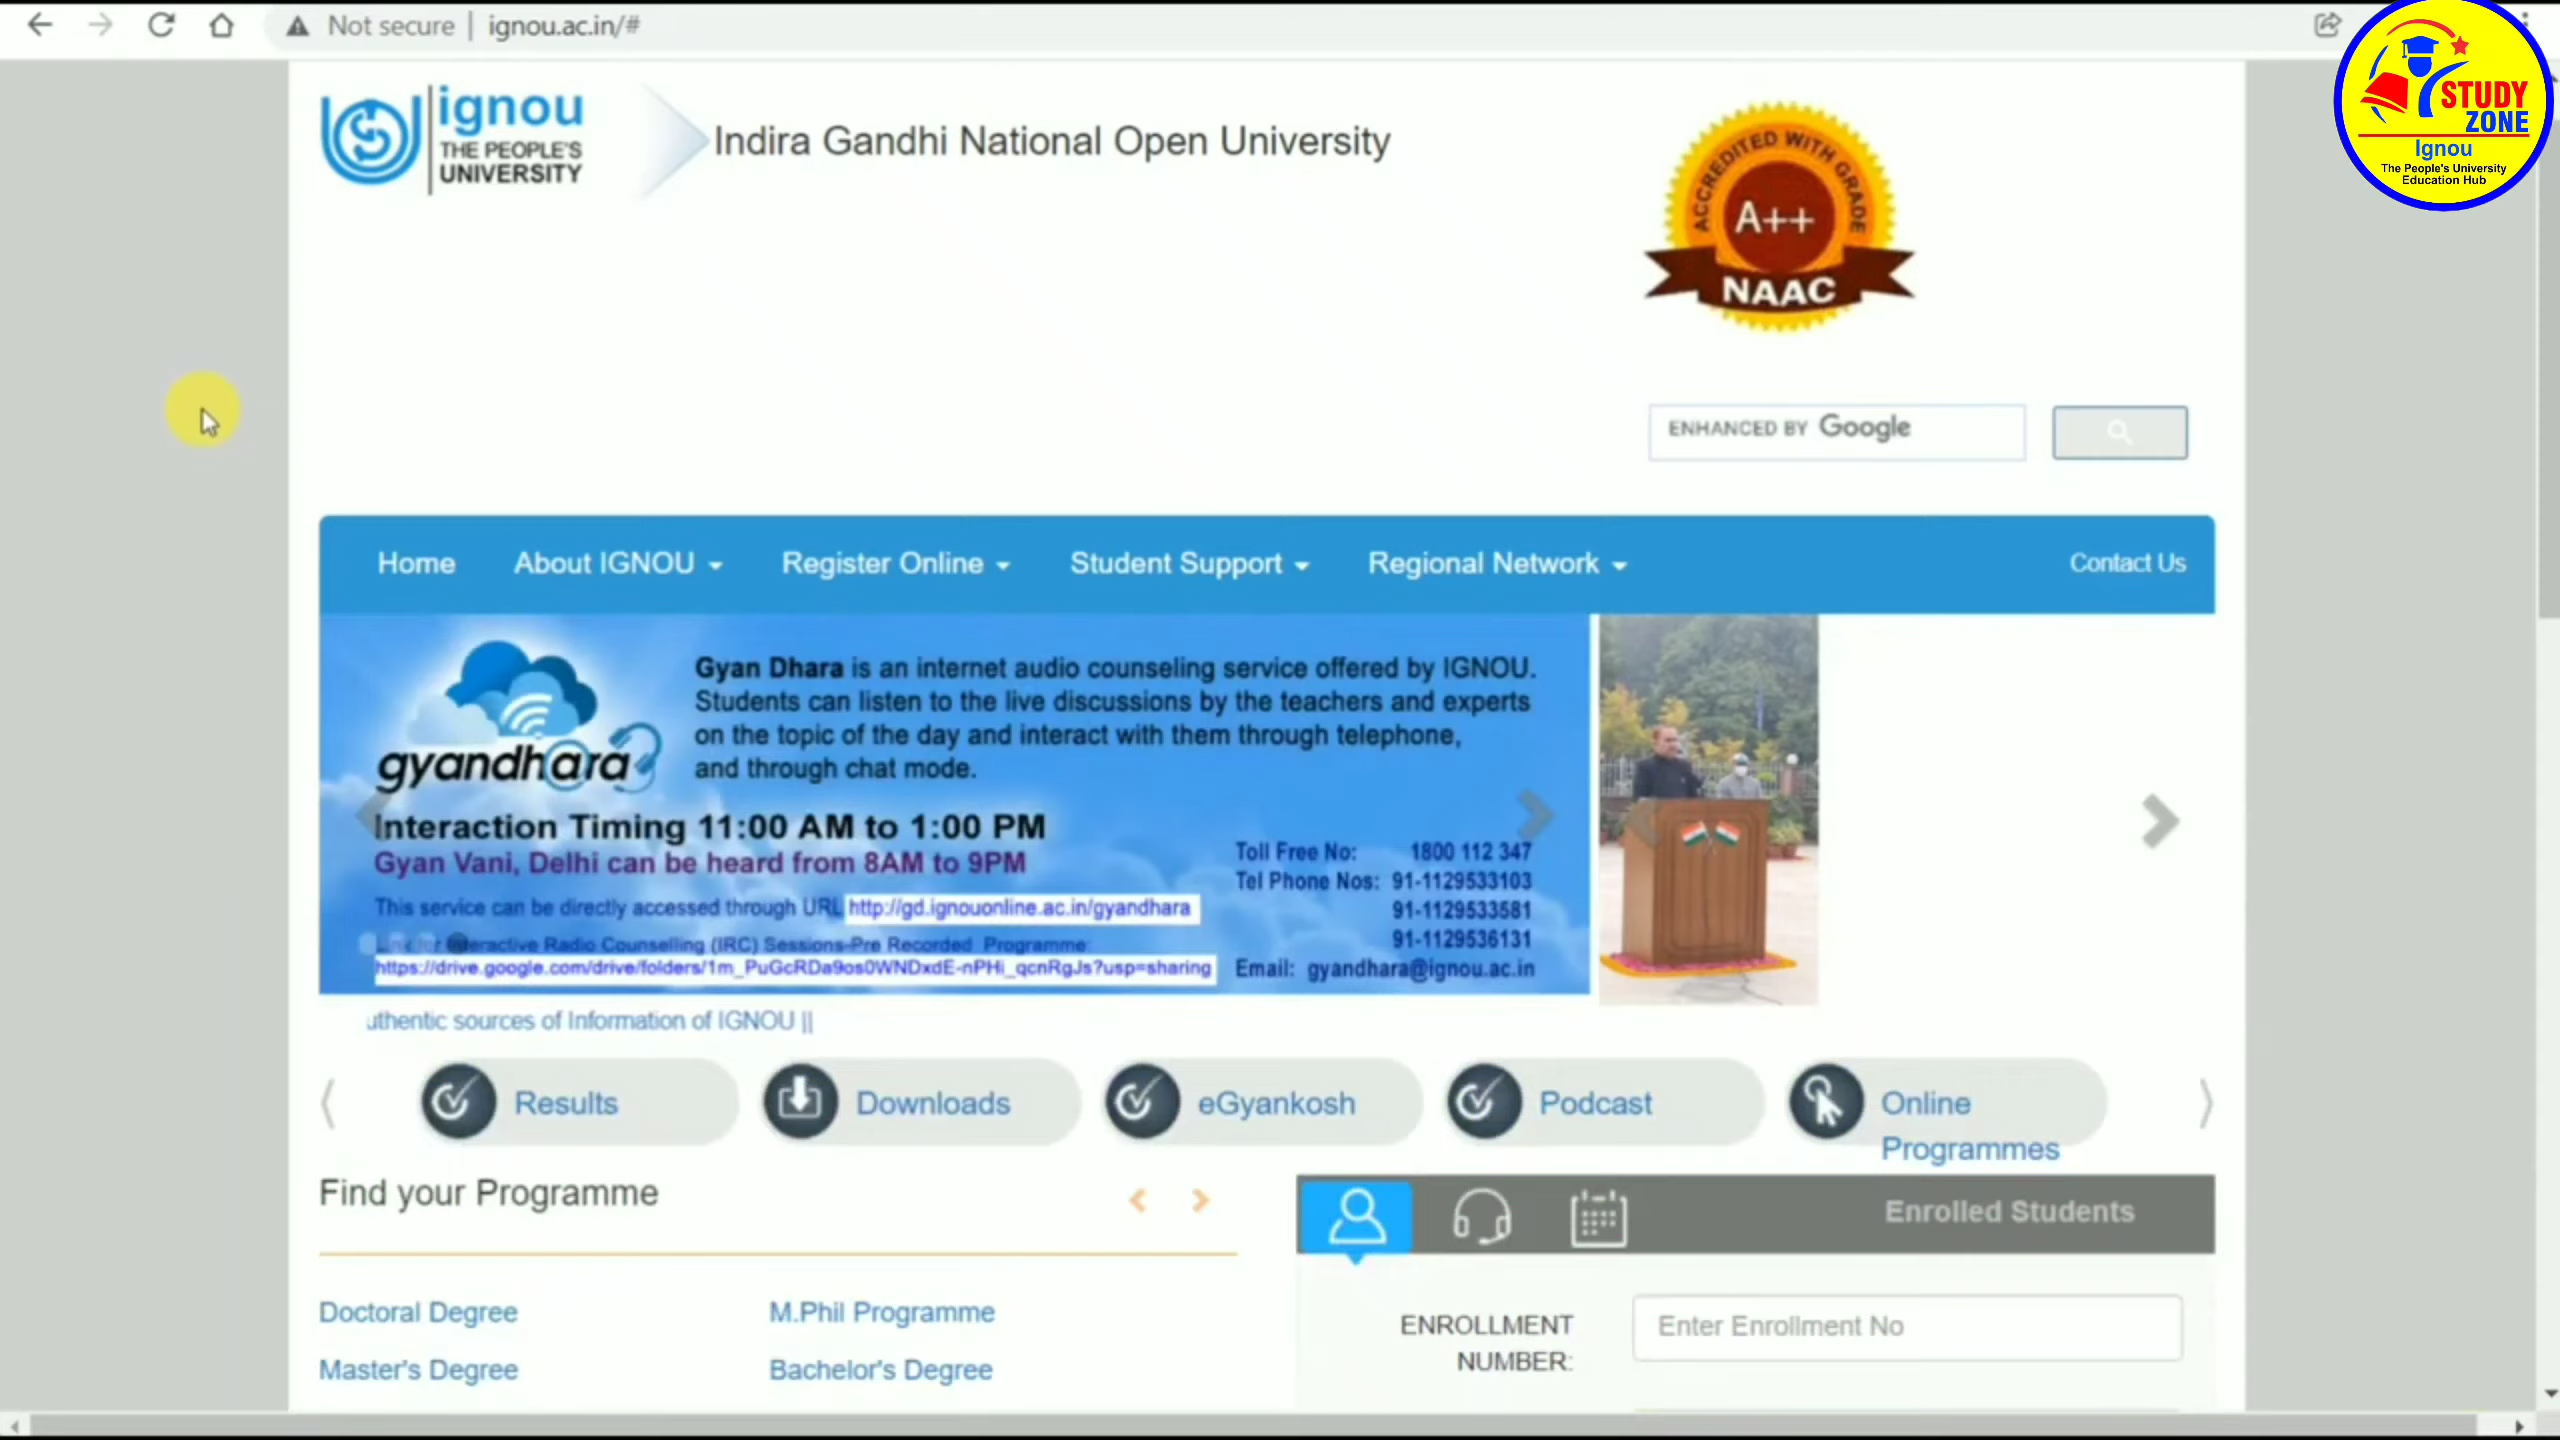 Not secure | ignou.ac.in/#
STUDY
ZONE
Ignou
The People's University
Education Hub
ignou
THE PEOPLE'S
UNIVERSITY
Indira Gandhi National Open University
ACCREDITED WITH GRADE
A++
NAAC
ENHANCED BY Google
Home About IGNOU Register Online Student Support Regional Network Contact Us
gyandhara
Gyan Dhara is an internet audio counseling service offered by IGNOU.
Students can listen to the live discussions by the teachers and experts
on the topic of the day and interact with them through telephone,
and through chat mode.
Interaction Timing 11:00 AM to 1:00 PM
Gyan Vani, Delhi can be heard from 8AM to 9PM
This service can be directly accessed through URL http://gd.ignouonline.ac.in/gyandhara
Interactive Radio Counselling (IRC) Sessions-Pre Recorded Programme:
https://drive.google.com/drive/folders/1m_PuGcRDa9os0WNDxdE-nPHi_qcnRgJs?usp=sharing
Toll Free No: 1800 112 347
Tel Phone Nos: 91-1129533103
91-1129533581
91-1129536131
Email: gyandhara@ignou.ac.in
uthentic sources of Information of IGNOU ||
Results
Downloads
eGyankosh
Podcast
Online
Programmes
Find your Programme
Doctoral Degree
M.Phil Programme
Master's Degree
Bachelor's Degree
Enrolled Students
ENROLLMENT
NUMBER:
Enter Enrollment No